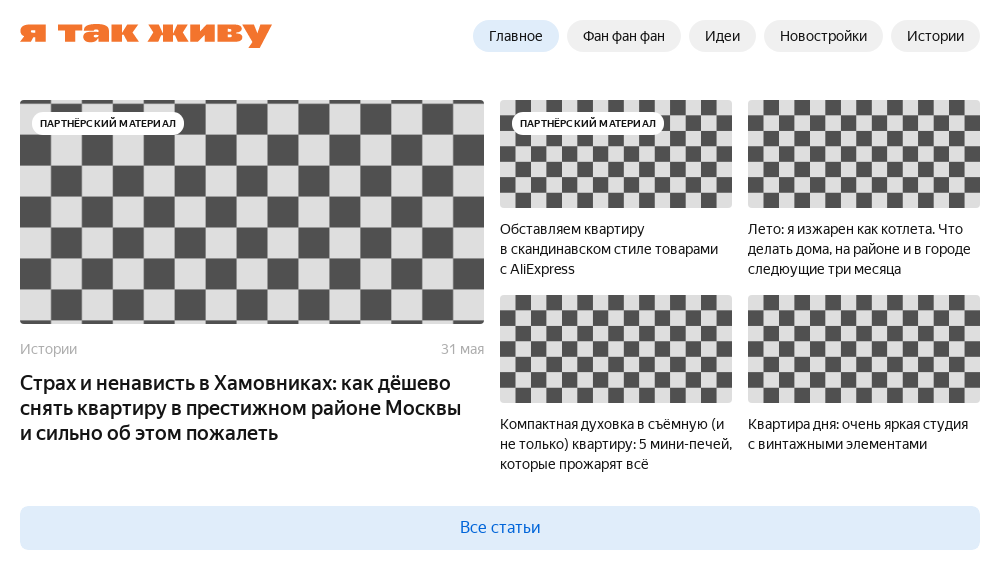 я так живу
Главное
Фан фан фан
Идеи
Новостройки
Истории
ПАРТНЁРСКИЙ МАТЕРИАЛ
Истории
31 мая
Страх и ненависть в Хамовниках: как дёшево
снять квартиру в престижном районе Москвы
и сильно об этом пожалеть
ПАРТНЁРСКИЙ МАТЕРИАЛ
Обставляем квартиру
в скандинавском стиле товарами
с AliExpress
Лето: я изжарен как котлета. Что
делать дома, на районе и в городе
следюущие три месяца
Компактная духовка в съёмную (и
не только) квартиру: 5 мини-печей,
которые прожарят всё
Квартира дня: очень яркая студия
с винтажными элементами
Все статьи